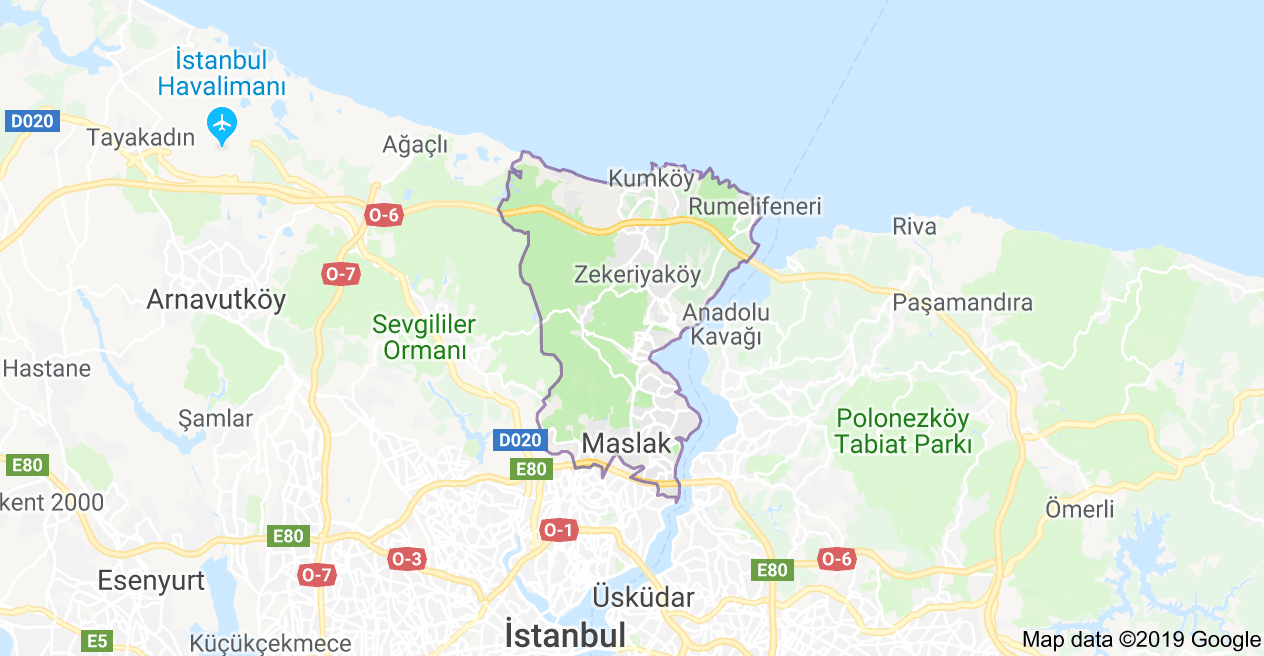 İstanbul
Havalimanı
D020
Tayakadın
Ağaçlı
Kumköy
Rumelifeneri
O-6
Riva
O-7
Zekeriyaköy
Arnavutköy
Anadolu
Kavağı
Paşamandıra
Sevgililer
Ormanı
Hastane
Şamlar
Polonezköy
Tabiat Parkı
D020
Maslak
E80
E80
kent 2000
Ömerli
O-1
E80
O-3
O-6
E80
O-7
Esenyurt
Üsküdar
İstanbul
E5
Küçükçekmece
Map data ©2019 Google